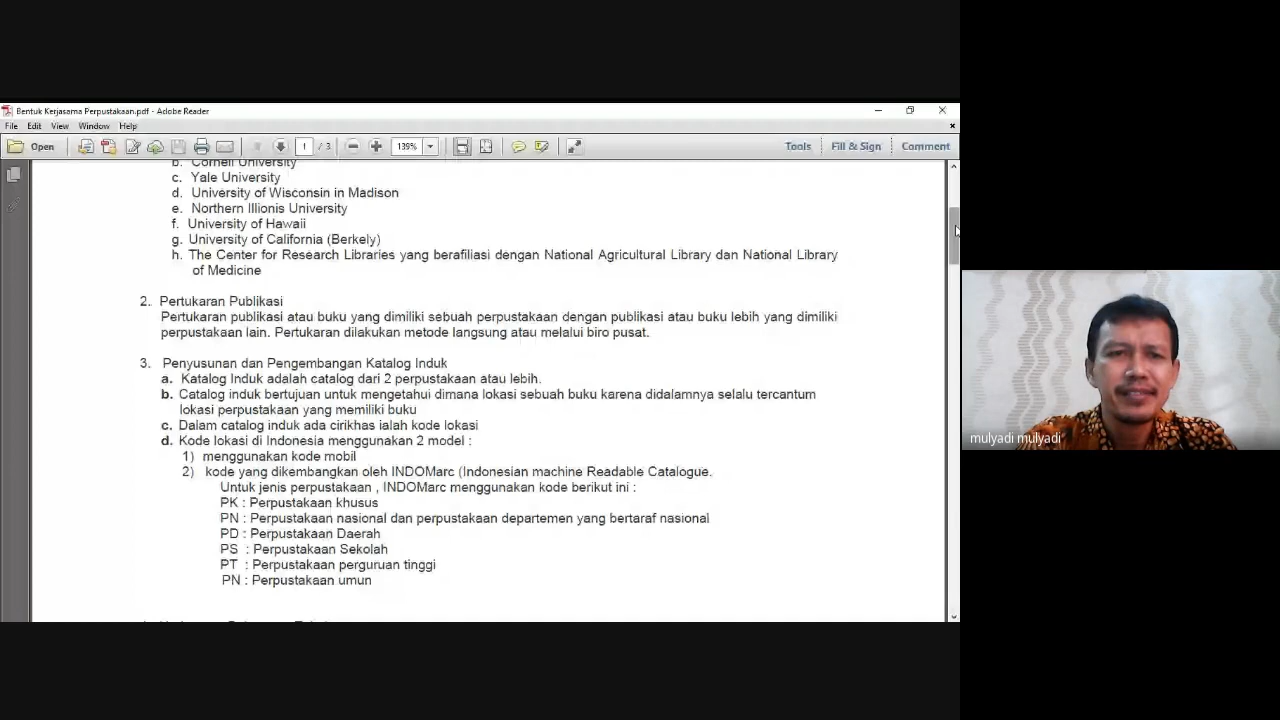 Bentuk Kerjasama Perpustakaan.pdf - Adobe Reader
File Edit View Window Help
Open 1 / 3 139% Tools Fill & Sign Comment
b. Cornell University
c. Yale University
d. University of Wisconsin in Madison
e. Northern Illionis University
f. University of Hawaii
g. University of California (Berkely)
h. The Center for Research Libraries yang berafiliasi dengan National Agricultural Library dan National Library
of Medicine
2. Pertukaran Publikasi
Pertukaran publikasi atau buku yang dimiliki sebuah perpustakaan dengan publikasi atau buku lebih yang dimiliki
perpustakaan lain. Pertukaran dilakukan metode langsung atau melalui biro pusat.
3. Penyusunan dan Pengembangan Katalog Induk
a. Katalog Induk adalah catalog dari 2 perpustakaan atau lebih.
b. Catalog induk bertujuan untuk mengetahui dimana lokasi sebuah buku karena didalamnya selalu tercantum
lokasi perpustakaan yang memiliki buku
c. Dalam catalog induk ada cirikhas ialah kode lokasi
d. Kode lokasi di Indonesia menggunakan 2 model :
1) menggunakan kode mobil
2) kode yang dikembangkan oleh INDOMarc (Indonesian machine Readable Catalogue.
Untuk jenis perpustakaan , INDOMarc menggunakan kode berikut ini :
PK : Perpustakaan khusus
PN : Perpustakaan nasional dan perpustakaan departemen yang bertaraf nasional
PD : Perpustakaan Daerah
PS : Perpustakaan Sekolah
PT : Perpustakaan perguruan tinggi
PN : Perpustakaan umun
mulyadi mulyadi